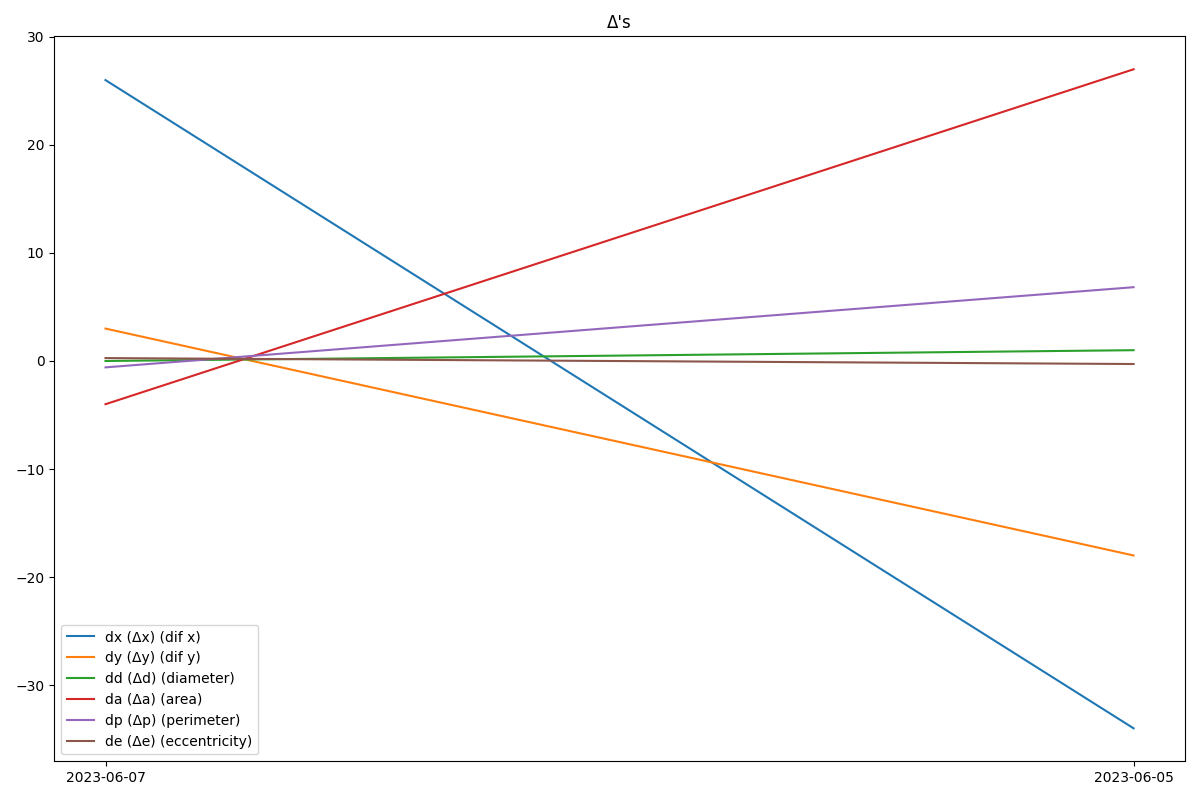 Δ's
30
20
10
0
−10
−20
−30
dx (Δx) (dif x)
dy (Δy) (dif y)
dd (Δd) (diameter)
da (Δa) (area)
dp (Δp) (perimeter)
de (Δe) (eccentricity)
2023-06-07
2023-06-05